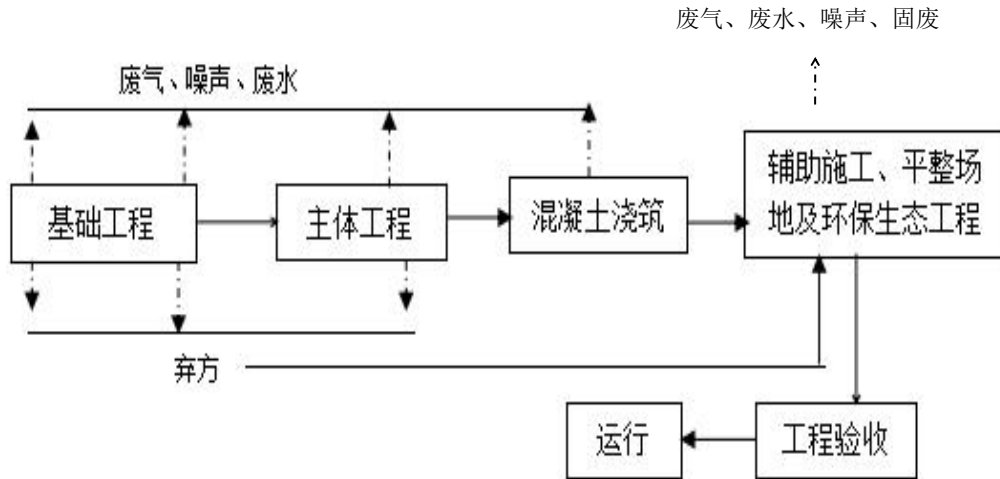 废气、废水、噪声、固废
废气、噪声、废水
基础工程
主体工程
混凝土浇筑
辅助施工、平整场
地及环保生态工程
弃方
运行
工程验收